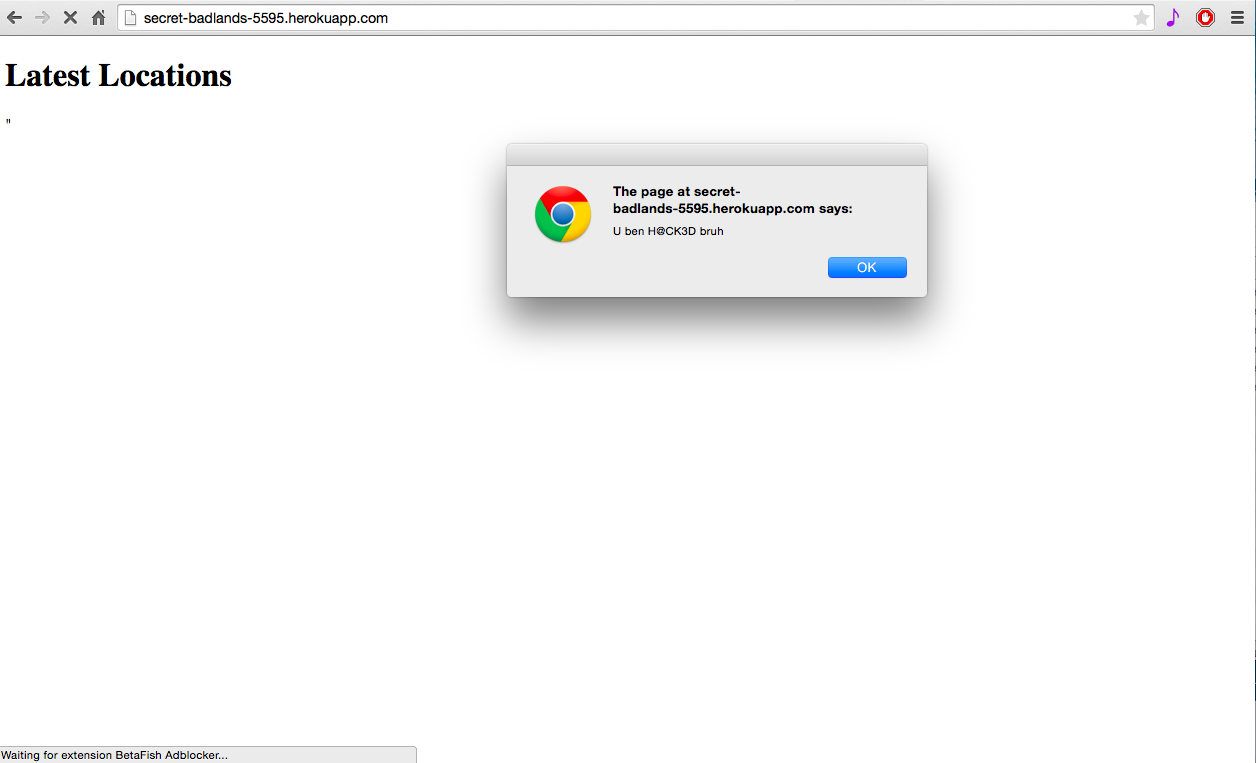 secret-badlands-5595.herokuapp.com
Latest Locations
"
The page at secret-
badlands-5595.herokuapp.com says:
U ben H@CK3D bruh
OK
Waiting for extension BetaFish Adblocker...